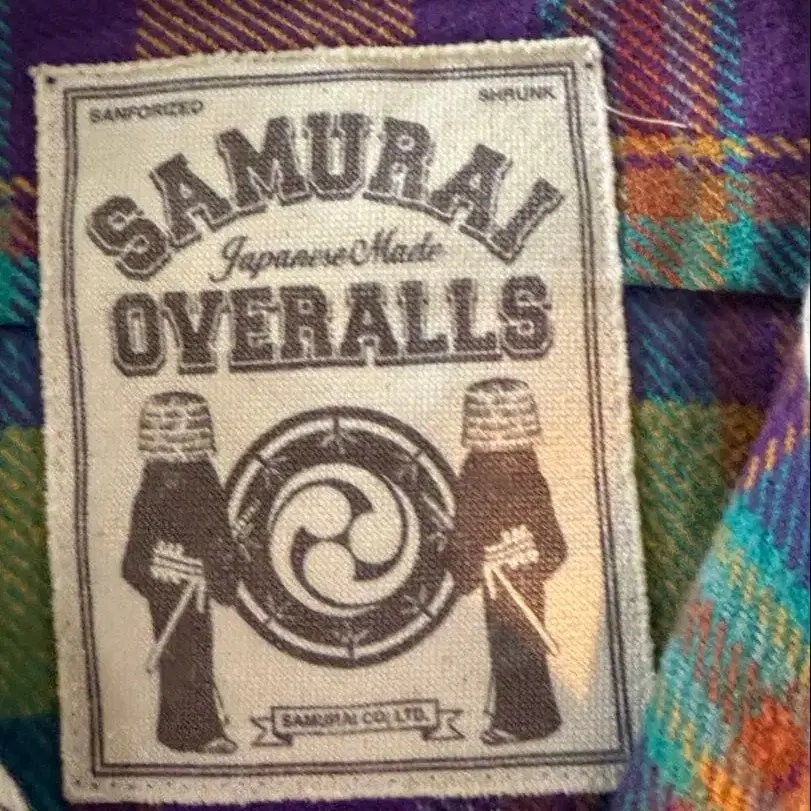 SANFORIZED SHRUNK
SAMURAI
Japanese Made
OVERALLS
SAMURAI CO., LTD.